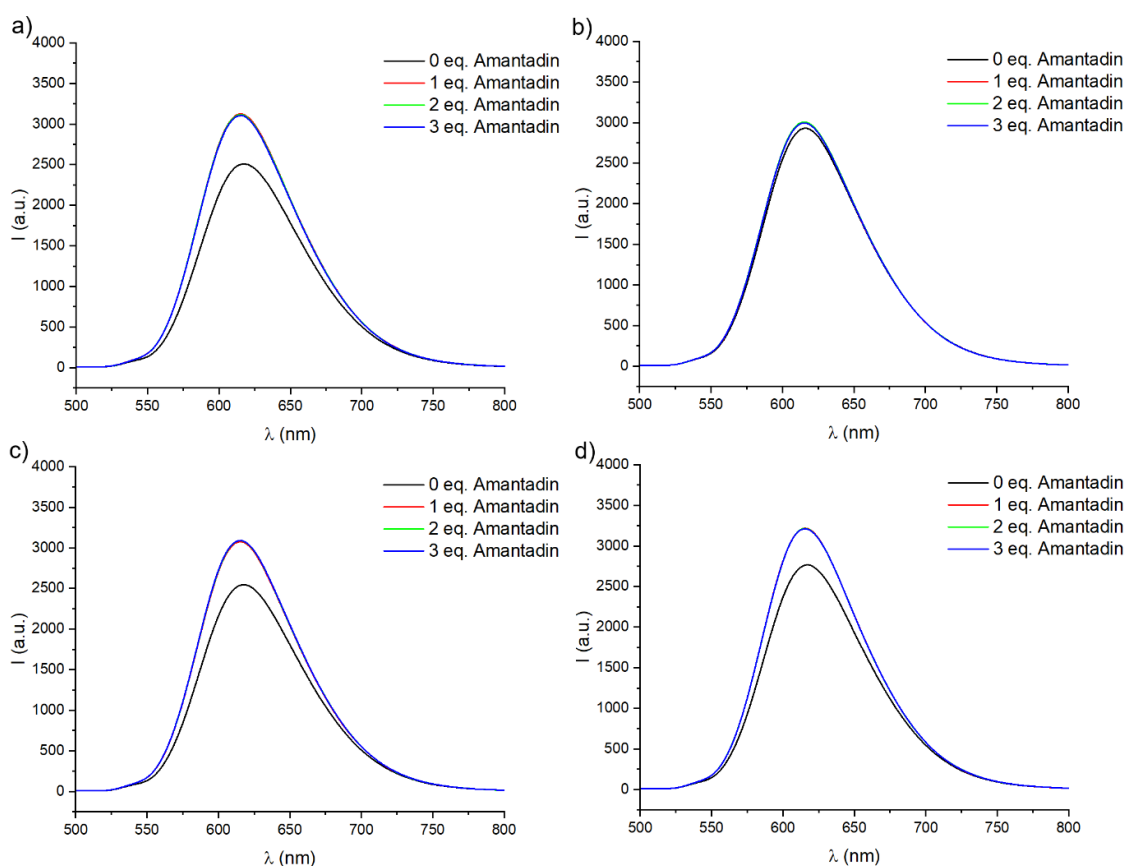 a)
4000
3500
3000
2500
2000
1500
1000
500
0
I (a.u.)
500 550 600 650 700 750 800
λ (nm)
0 eq. Amantadin
1 eq. Amantadin
2 eq. Amantadin
3 eq. Amantadin
b)
4000
3500
3000
2500
2000
1500
1000
500
0
I (a.u.)
500 550 600 650 700 750 800
λ (nm)
0 eq. Amantadin
1 eq. Amantadin
2 eq. Amantadin
3 eq. Amantadin
c)
4000
3500
3000
2500
2000
1500
1000
500
0
I (a.u.)
500 550 600 650 700 750 800
λ (nm)
0 eq. Amantadin
1 eq. Amantadin
2 eq. Amantadin
3 eq. Amantadin
d)
4000
3500
3000
2500
2000
1500
1000
500
0
I (a.u.)
500 550 600 650 700 750 800
λ (nm)
0 eq. Amantadin
1 eq. Amantadin
2 eq. Amantadin
3 eq. Amantadin